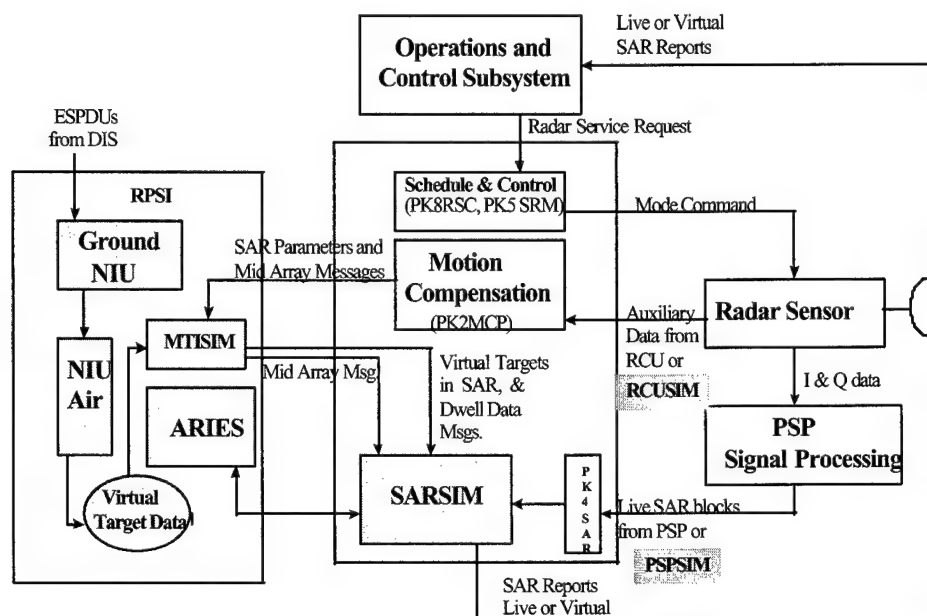 Live or Virtual
SAR Reports
Operations and
Control Subsystem
ESPDUs
from DIS
Radar Service Request
RPSI
Schedule & Control
(PK8RSC, PK5 SRM)
Mode Command
Ground
NIU
SAR Parameters and
Mid Array Messages
Motion
Compensation
(PK2MCP)
Radar Sensor
Auxiliary
Data from
RCU or
RCUSIM
MTISIM
NIU
Air
Mid Array Msg
Virtual Targets
in SAR, &
Dwell Data
Msgs.
I & Q data
ARIES
PSP
Signal Processing
SARSIM
P
K
4
S
A
R
Virtual
Target Data
Live SAR blocks
from PSP or
PSPSIM
SAR Reports
Live or Virtual